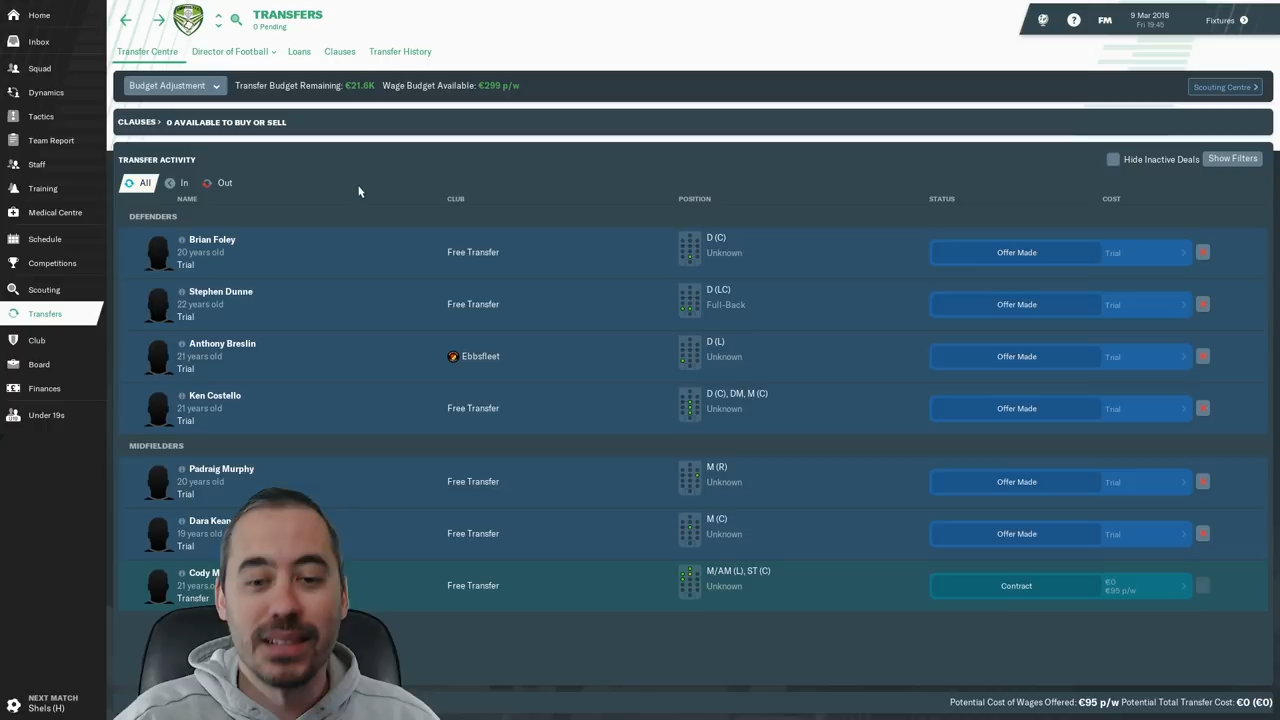 Home
Inbox
Squad
Dynamics
Tactics
Team Report
Staff
Training
Medical Centre
Schedule
Competitions
Scouting
Transfers
Club
Board
Finances
Under 19s
NEXT MATCH
Shels (H)
TRANSFERS
0 Pending
FM
9 Mar 2018
Fri 19:45
Fixtures
Transfer Centre
Director of Football
Loans
Clauses
Transfer History
Budget Adjustment
Transfer Budget Remaining: €21.6K
Wage Budget Available: €299 p/w
Scouting Centre >
CLAUSES > 0 AVAILABLE TO BUY OR SELL
TRANSFER ACTIVITY
Hide Inactive Deals
Show Filters
All
In
Out
NAME
CLUB
POSITION
STATUS
COST
DEFENDERS
Brian Foley
20 years old
Trial
Free Transfer
D (C)
Unknown
Offer Made
Trial
Stephen Dunne
22 years old
Trial
Free Transfer
D (LC)
Full-Back
Offer Made
Trial
Anthony Breslin
21 years old
Trial
Ebbsfleet
D (L)
Unknown
Offer Made
Trial
Ken Costello
21 years old
Trial
Free Transfer
D (C), DM, M (C)
Unknown
Offer Made
Trial
MIDFIELDERS
Padraig Murphy
20 years old
Trial
Free Transfer
M (R)
Unknown
Offer Made
Trial
Dara
19 years old
Trial
Free Transfer
M (C)
Unknown
Offer Made
Trial
Cody M
21 years
Transfer
Free Transfer
M/AM (L), ST (C)
Unknown
Contract
€0
€95 p/w
Potential Cost of Wages Offered: €95 p/w Potential Total Transfer Cost: €0 (€0)